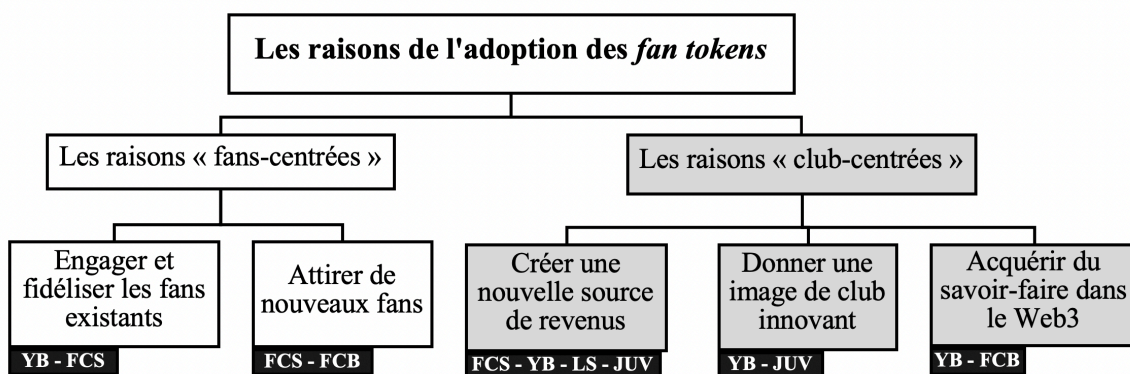 Les raisons de l'adoption des fan tokens
Les raisons « fans-centrées »
Les raisons « club-centrées »
Engager et
fidéliser les fans
existants
YB - FCS
Attirer de
nouveaux fans
FCS - FCB
Créer une
nouvelle source
de revenus
FCS - YB - LS - JUV
Donner une
image de club
innovant
YB - JUV
Acquérir du
savoir-faire dans
le Web3
YB - FCB